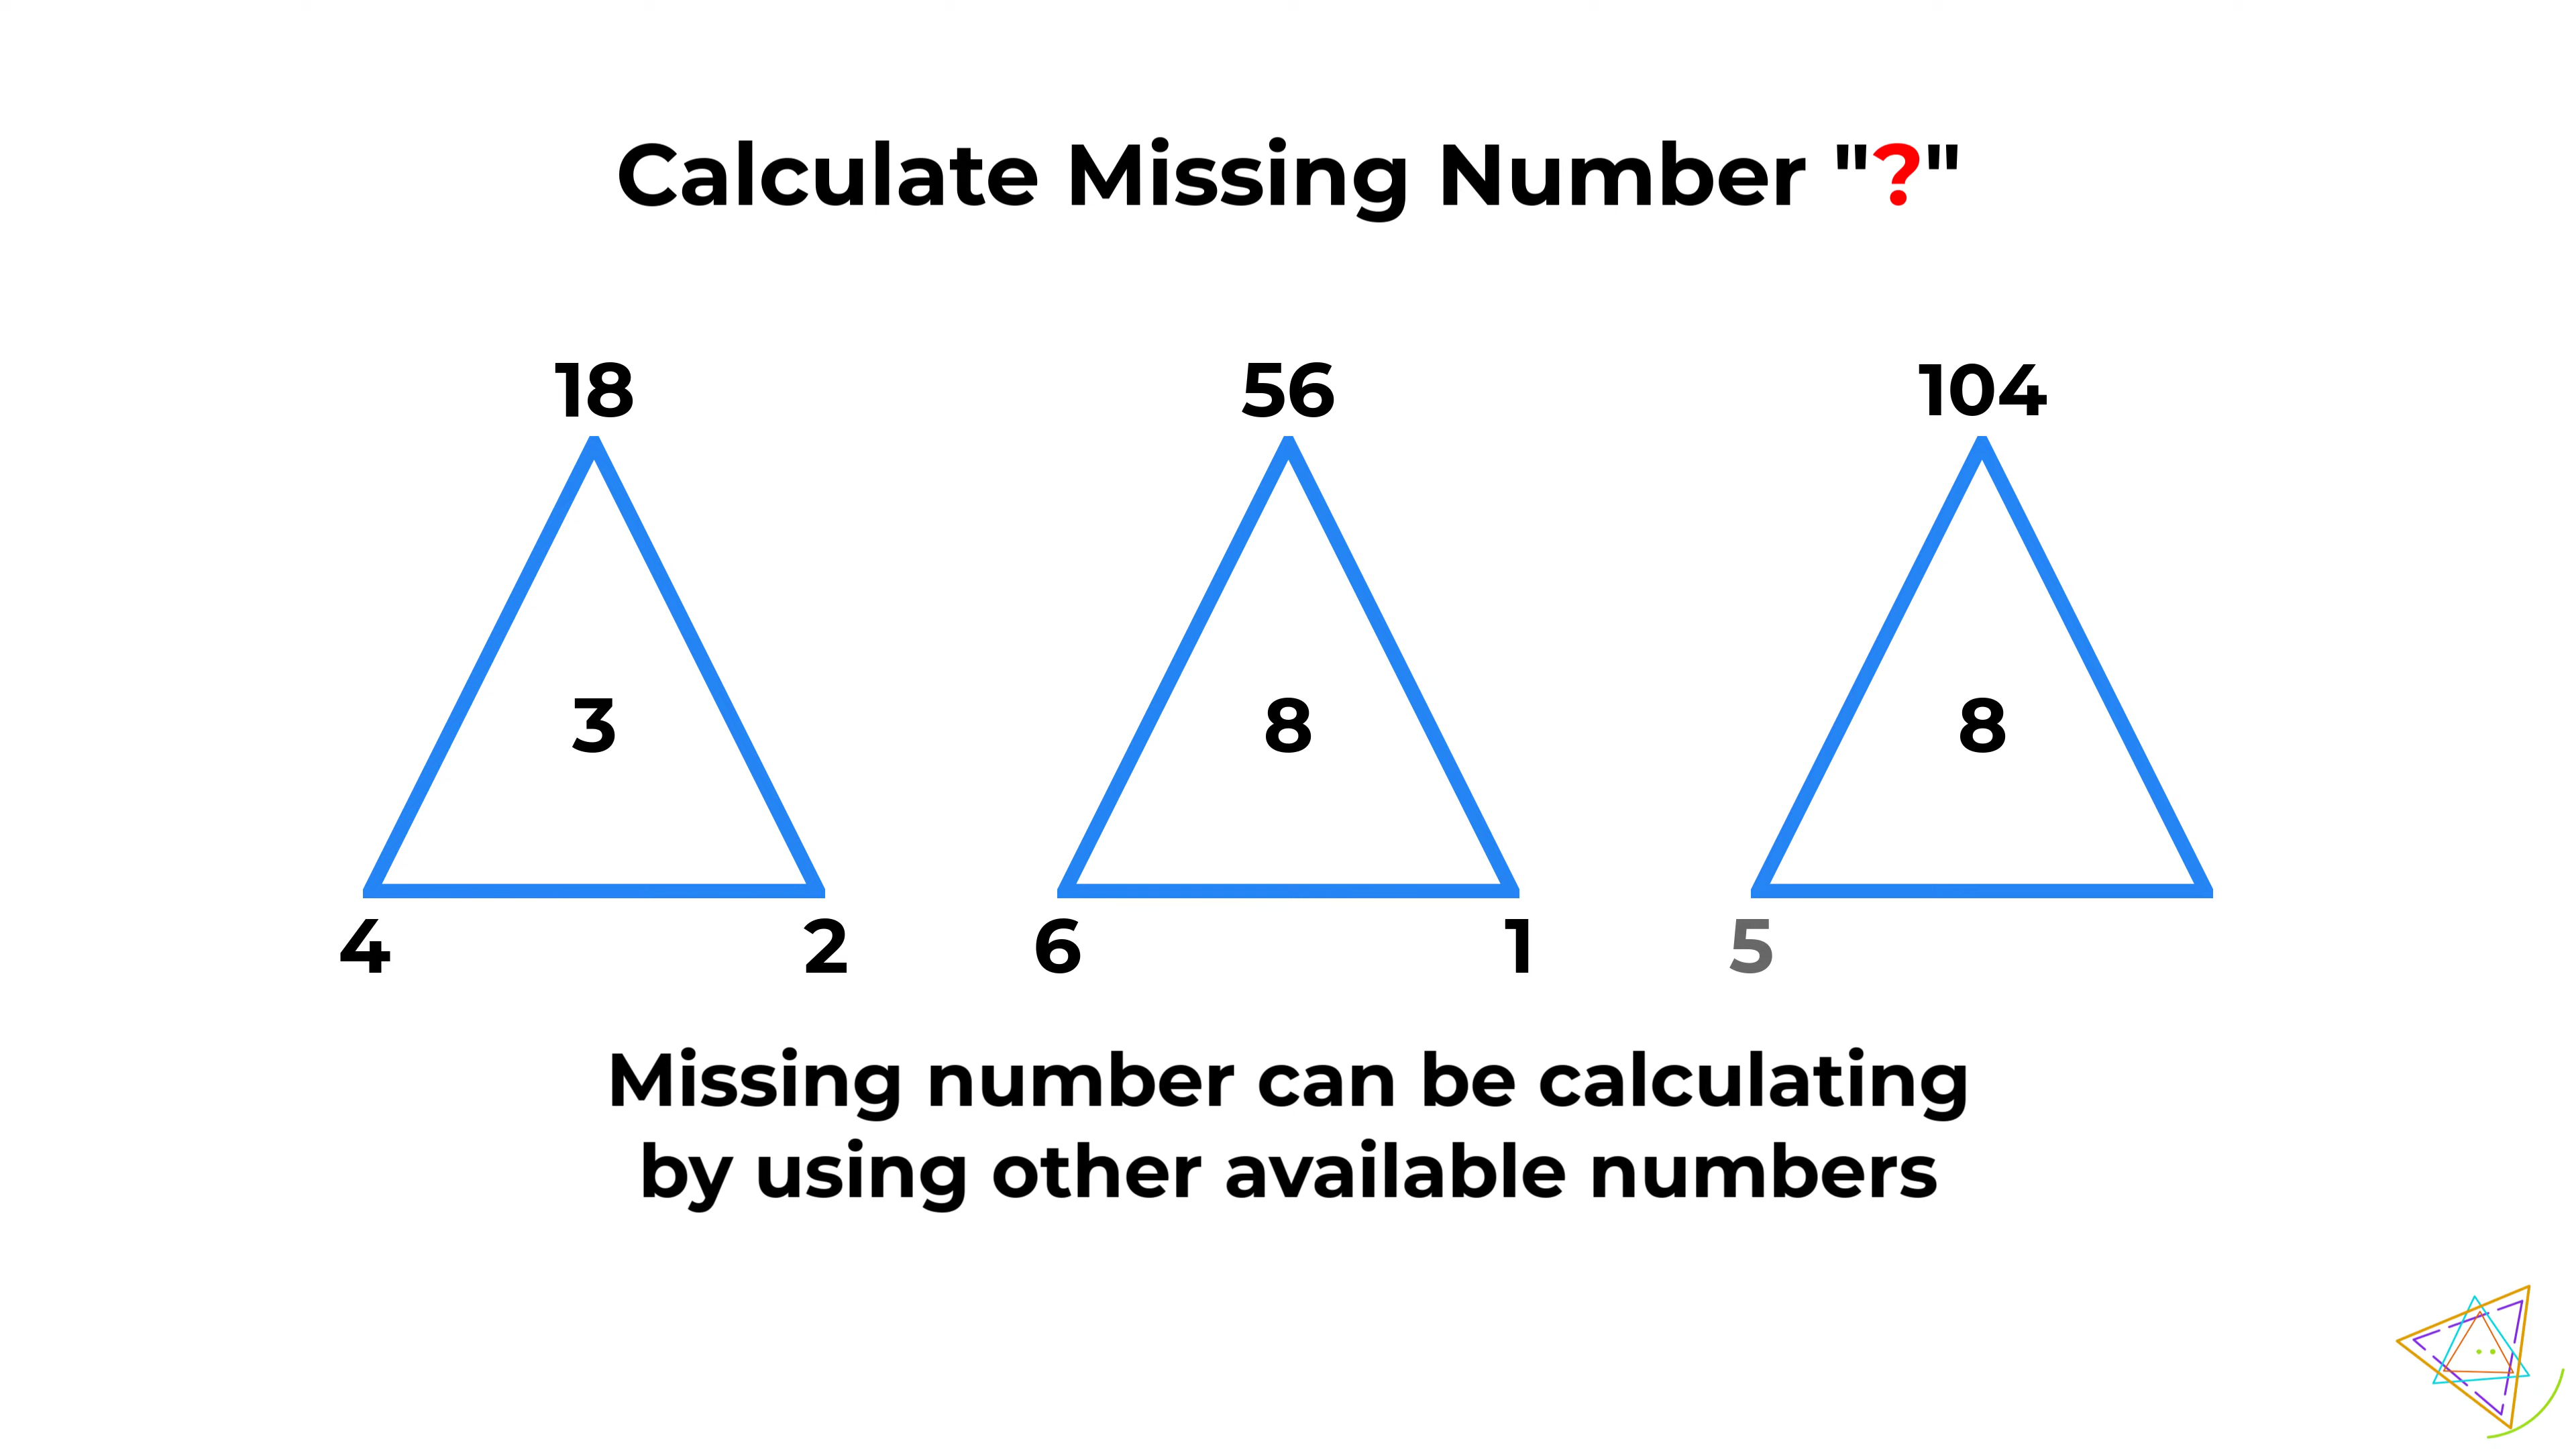 Calculate Missing Number "?"
18 56 104
3 8 8
4 2 6 1 5
Missing number can be calculating
by using other available numbers